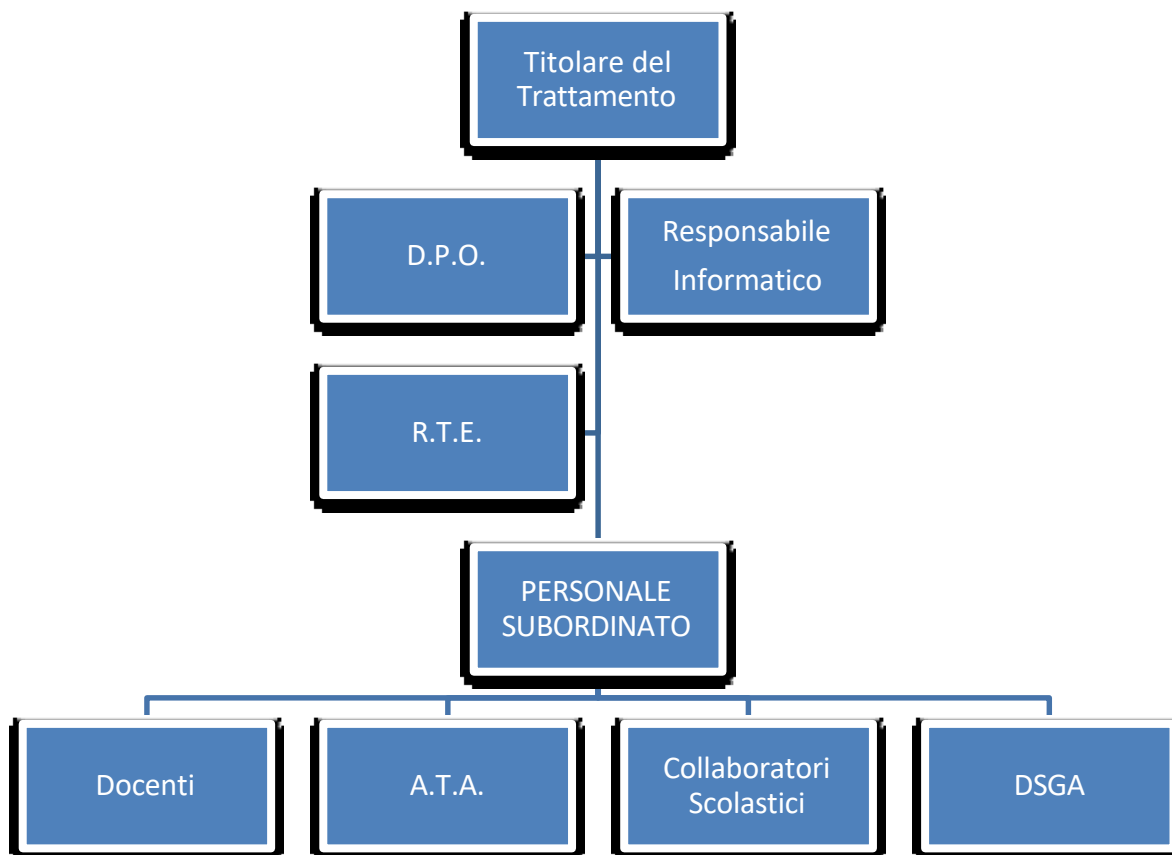 Titolare del
Trattamento
D.P.O.
Responsabile
Informatico
R.T.E.
PERSONALE
SUBORDINATO
Docenti
A.T.A.
Collaboratori
Scolastici
DSGA